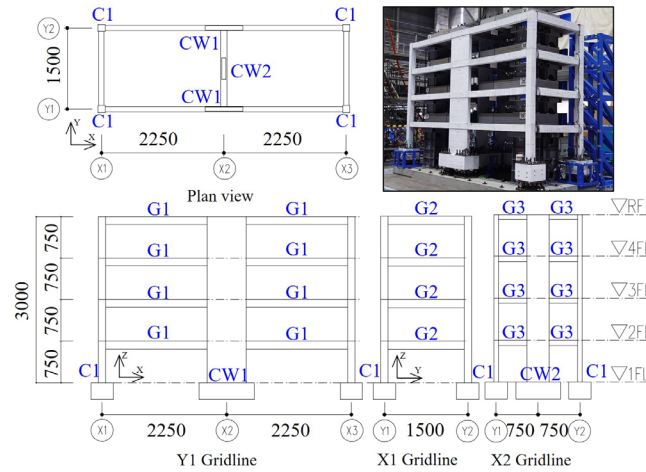 C1 C1
Y2 CW1
1500 CW2
CW1
Y1
C1 C1
Y X 2250 2250
X1 X2 X3
Plan view
G1 G1 G2 G3 G3 ▽RFL
750
G1 G1 G2 G3 G3 ▽4FL
750
3000
G1 G1 G2 G3 G3 ▽3FL
750
G1 G1 G2 G3 G3 ▽2FL
750
C1 Z X CW1 C1 Z Y C1 CW2 C1 ▽1FL
X1 X2 X3 Y1 Y2 Y1 Y2
2250 2250 1500 750 750
Y1 Gridline X1 Gridline X2 Gridline